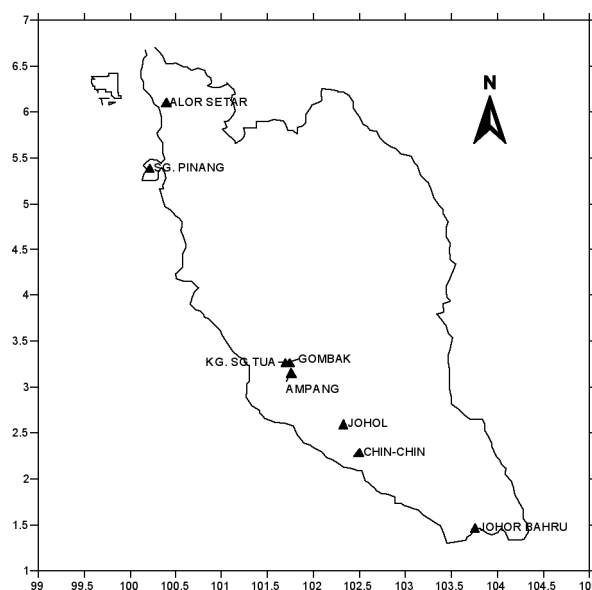 7
6.5
N
6
ALOR SETAR
5.5
SG. PINANG
5
4.5
4
3.5
KG. SG TUA
GOMBAK
3
AMPANG
2.5
JOHOL
CHIN-CHIN
2
1.5
JOHOR BAHRU
1
99 99.5 100 100.5 101 101.5 102 102.5 103 103.5 104 104.5